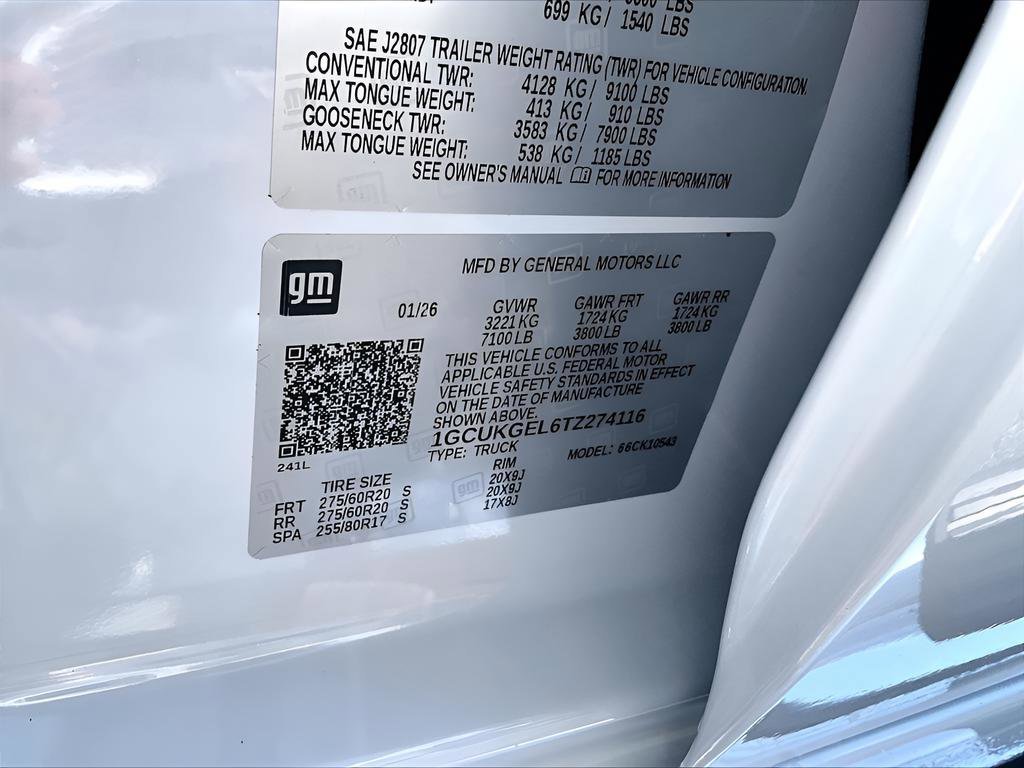 699 KG/ 1540 LBS
SAE J2807 TRAILER WEIGHT RATING (TWR) FOR VEHICLE CONFIGURATION.
CONVENTIONAL TWR: 4128 KG/ 9100 LBS
MAX TONGUE WEIGHT: 413 KG/ 910 LBS
GOOSENECK TWR: 3583 KG/ 7900 LBS
MAX TONGUE WEIGHT: 538 KG/ 1185 LBS
SEE OWNER'S MANUAL FOR MORE INFORMATION
gm
MFD BY GENERAL MOTORS LLC
01/26 GVWR GAWR FRT GAWR RR
3221 KG 1724 KG 1724 KG
7100 LB 3800 LB 3800 LB
THIS VEHICLE CONFORMS TO ALL
APPLICABLE U.S. FEDERAL MOTOR
VEHICLE SAFETY STANDARDS IN EFFECT
ON THE DATE OF MANUFACTURE
SHOWN ABOVE.
1GCUKGEL6TZ274116
TYPE: TRUCK MODEL: 66CK10543
241L
TIRE SIZE RIM
FRT 275/60R20 S 20X9J
RR 275/60R20 S 20X9J
SPA 255/80R17 S 17X8J